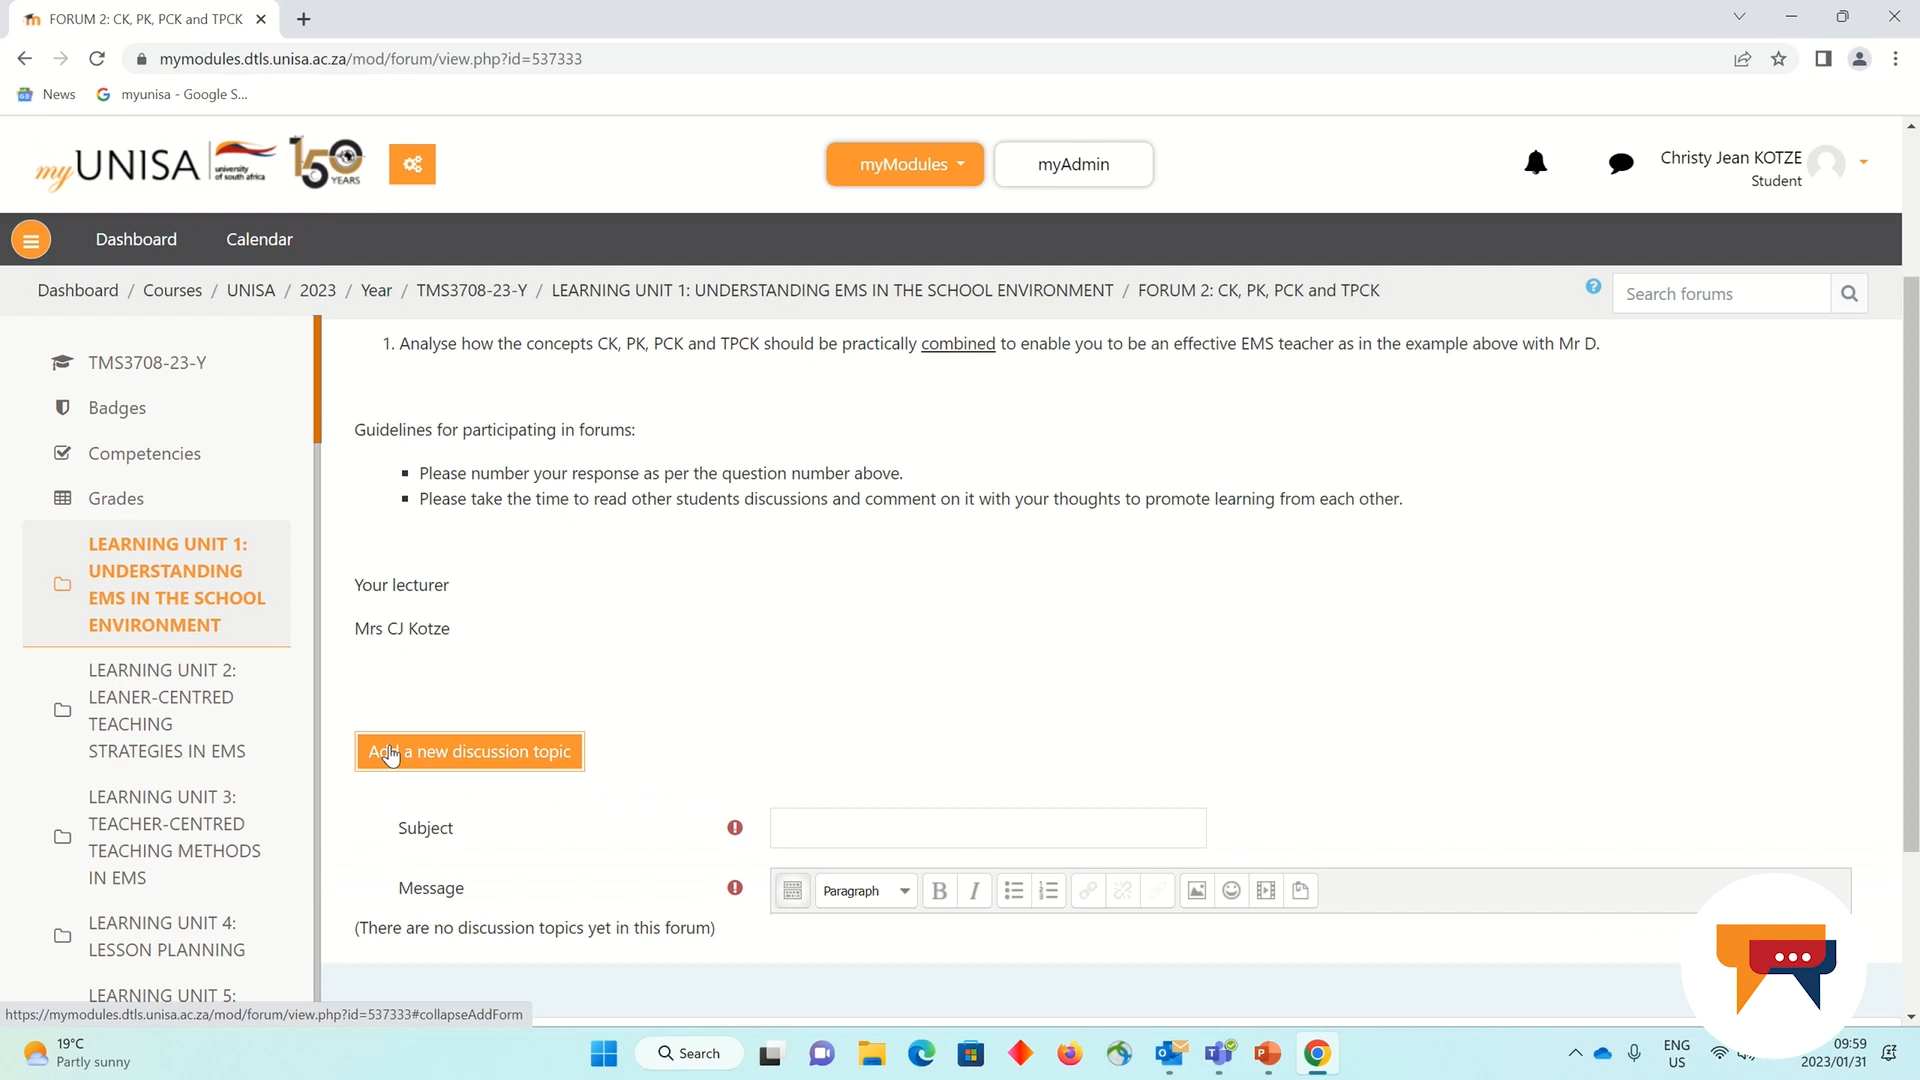 FORUM 2: CK, PK, PCK and TPCK
mymodules.dtls.unisa.ac.za/mod/forum/view.php?id=537333
News
myunisa - Google S...
myUNISA
university
of south africa
150
YEARS
myModules
myAdmin
Christy Jean KOTZE
Student
Dashboard
Calendar
Dashboard / Courses / UNISA / 2023 / Year / TMS3708-23-Y / LEARNING UNIT 1: UNDERSTANDING EMS IN THE SCHOOL ENVIRONMENT / FORUM 2: CK, PK, PCK and TPCK
Search forums
TMS3708-23-Y
Badges
Competencies
Grades
LEARNING UNIT 1:
UNDERSTANDING
EMS IN THE SCHOOL
ENVIRONMENT
LEARNING UNIT 2:
LEANER-CENTRED
TEACHING
STRATEGIES IN EMS
LEARNING UNIT 3:
TEACHER-CENTRED
TEACHING METHODS
IN EMS
LEARNING UNIT 4:
LESSON PLANNING
LEARNING UNIT 5:
1. Analyse how the concepts CK, PK, PCK and TPCK should be practically combined to enable you to be an effective EMS teacher as in the example above with Mr D.
Guidelines for participating in forums:
Please number your response as per the question number above.
Please take the time to read other students discussions and comment on it with your thoughts to promote learning from each other.
Your lecturer
Mrs CJ Kotze
Add a new discussion topic
Subject
Message
Paragraph
B I
(There are no discussion topics yet in this forum)
https://mymodules.dtls.unisa.ac.za/mod/forum/view.php?id=537333#collapseAddForm
19°C
Partly sunny
Search
ENG
US
09:59
2023/01/31